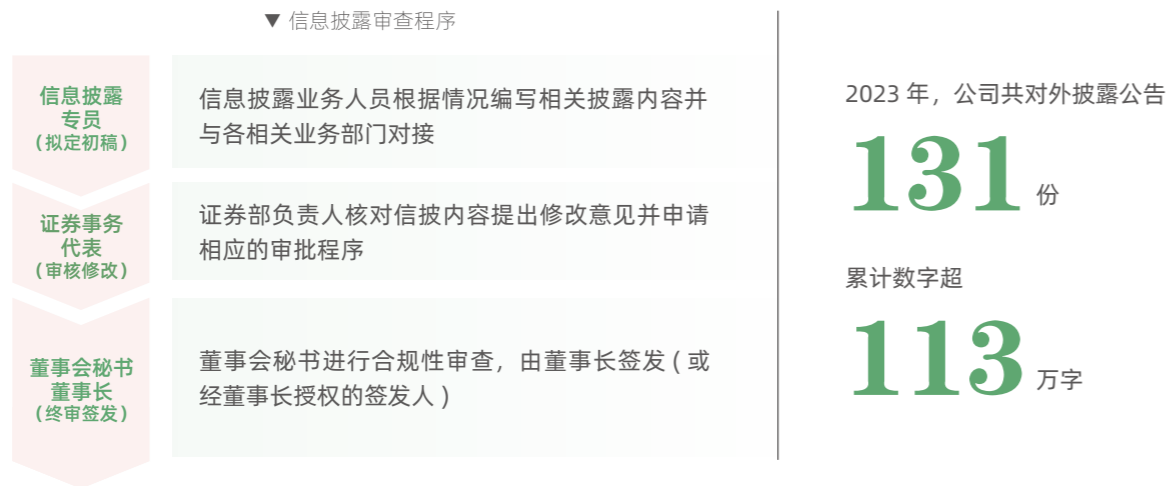 ▼ 信息披露审查程序
信息披露
专员
(拟定初稿)
信息披露业务人员根据情况编写相关披露内容并
与各相关业务部门对接
证券事务
代表
(审核修改)
证券部负责人核对信披内容提出修改意见并申请
相应的审批程序
董事会秘书
董事长
(终审签发)
董事会秘书进行合规性审查，由董事长签发 ( 或
经董事长授权的签发人 )
2023 年，公司共对外披露公告
131 份
累计数字超
113 万字